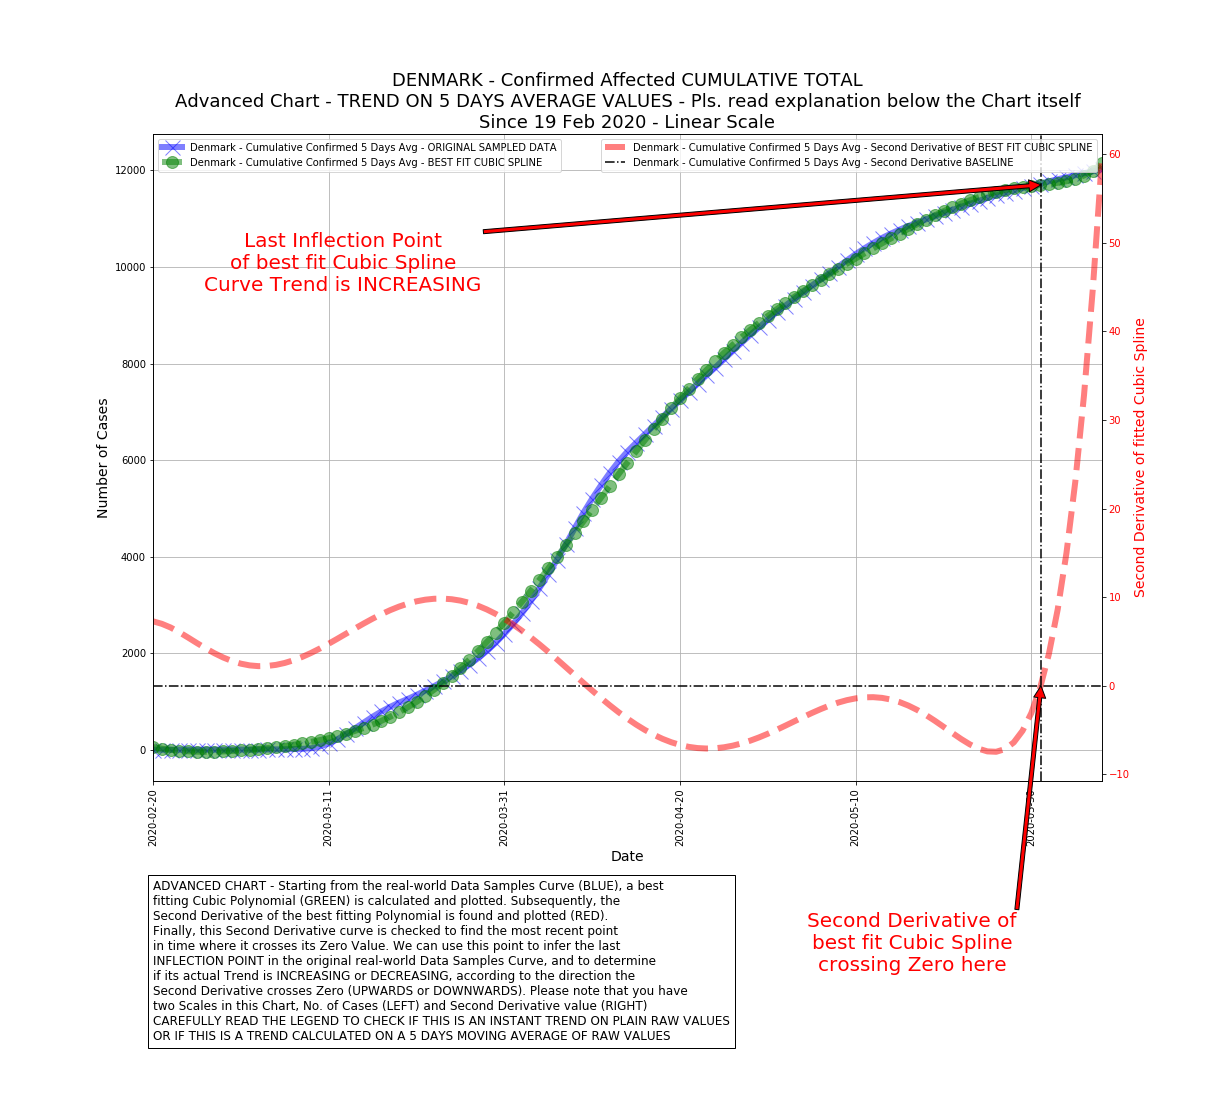 DENMARK - Confirmed Affected CUMULATIVE TOTAL
Advanced Chart - TREND ON 5 DAYS AVERAGE VALUES - Pls. read explanation below the Chart itself
Since 19 Feb 2020 - Linear Scale
Denmark - Cumulative Confirmed 5 Days Avg - ORIGINAL SAMPLED DATA
Denmark - Cumulative Confirmed 5 Days Avg - BEST FIT CUBIC SPLINE
Denmark - Cumulative Confirmed 5 Days Avg - Second Derivative of BEST FIT CUBIC SPLINE
Denmark - Cumulative Confirmed 5 Days Avg - Second Derivative BASELINE
Last Inflection Point
of best fit Cubic Spline
Curve Trend is INCREASING
Number of Cases
12000
10000
8000
6000
4000
2000
0
60
50
40
30
20
10
0
−10
Second Derivative of fitted Cubic Spline
2020-02-20
2020-03-11
2020-03-31
2020-04-20
2020-05-10
Date
ADVANCED CHART - Starting from the real-world Data Samples Curve (BLUE), a best
fitting Cubic Polynomial (GREEN) is calculated and plotted. Subsequently, the
Second Derivative of the best fitting Polynomial is found and plotted (RED).
Finally, this Second Derivative curve is checked to find the most recent point
in time where it crosses its Zero Value. We can use this point to infer the last
INFLECTION POINT in the original real-world Data Samples Curve, and to determine
if its actual Trend is INCREASING or DECREASING, according to the direction the
Second Derivative crosses Zero (UPWARDS or DOWNWARDS). Please note that you have
two Scales in this Chart, No. of Cases (LEFT) and Second Derivative value (RIGHT)
CAREFULLY READ THE LEGEND TO CHECK IF THIS IS AN INSTANT TREND ON PLAIN RAW VALUES
OR IF THIS IS A TREND CALCULATED ON A 5 DAYS MOVING AVERAGE OF RAW VALUES
Second Derivative of
best fit Cubic Spline
crossing Zero here